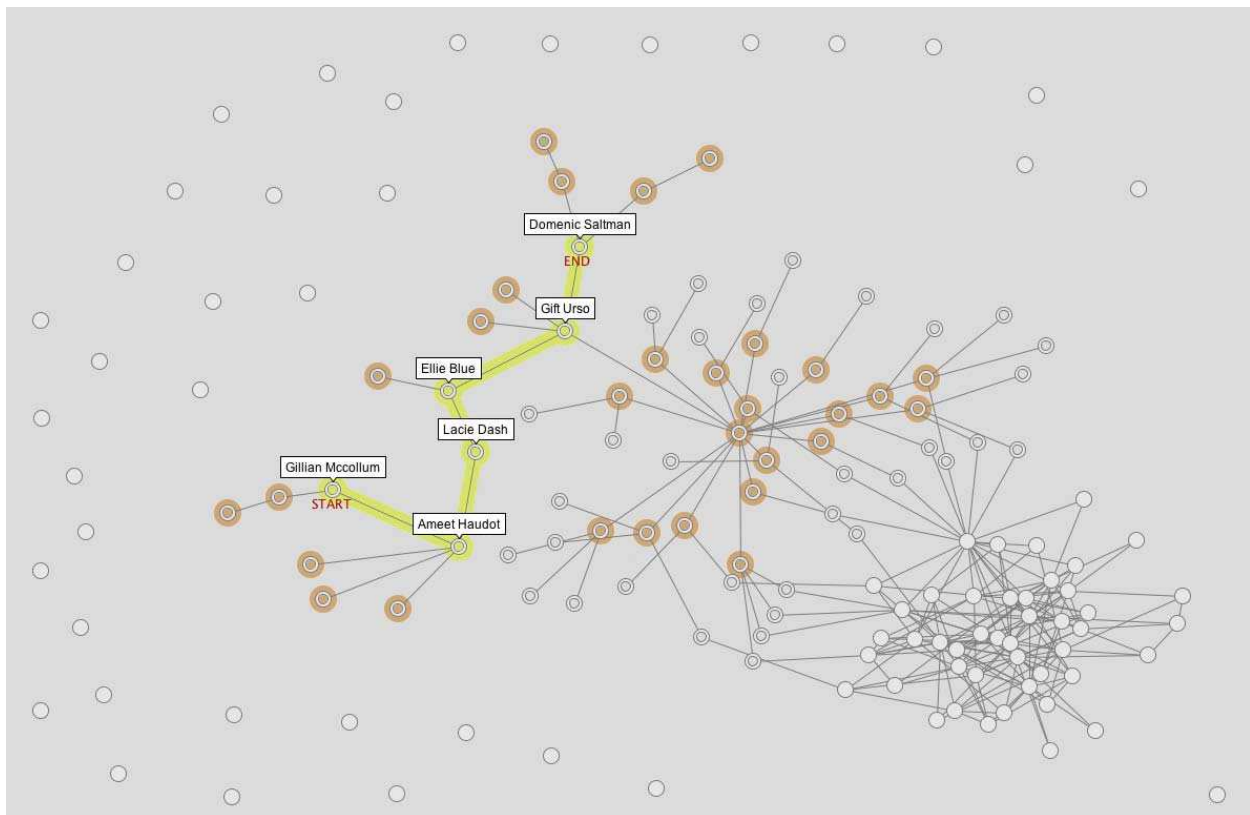 Domenic Saltman
END
Gift Urso
Ellie Blue
Lacie Dash
Gillian Mccollum
START
Ameet Haudot